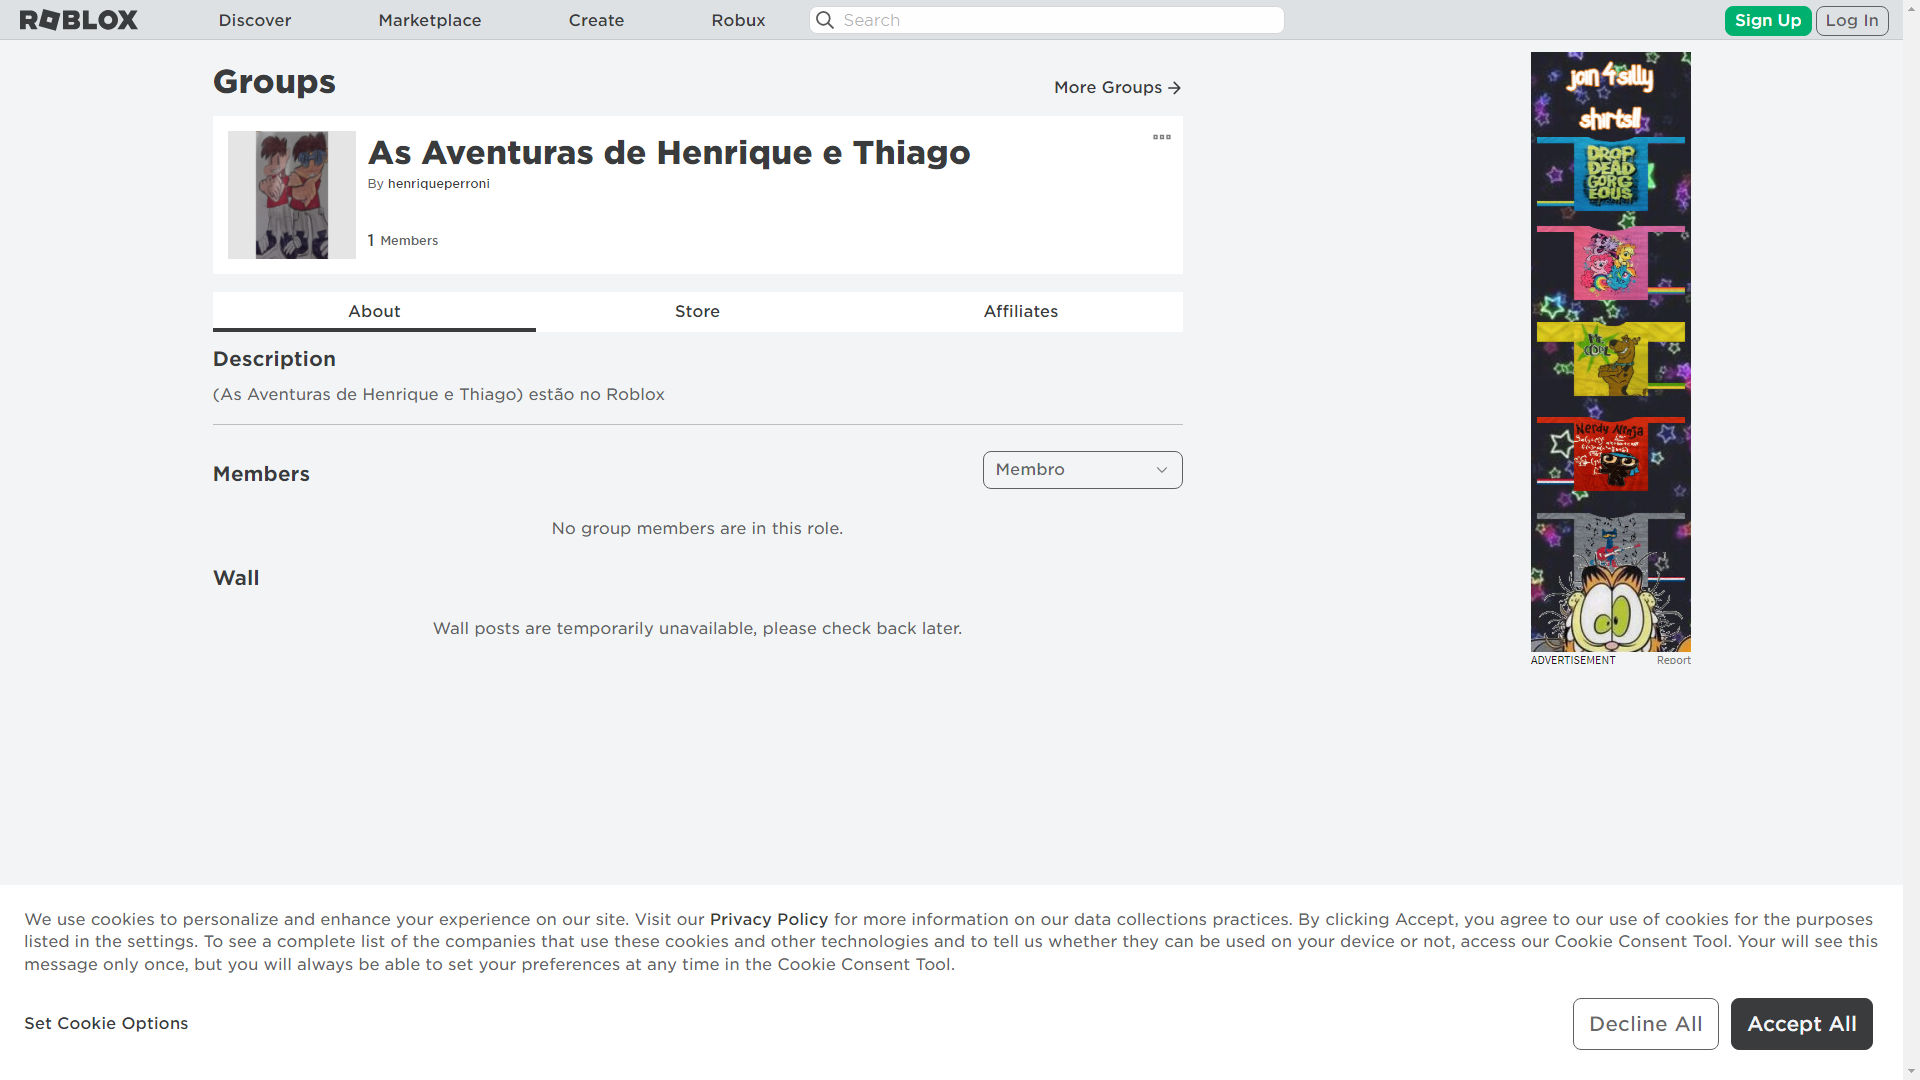 ROBLOX
Discover
Marketplace
Create
Robux
Search
Sign Up
Log In
Groups
More Groups
As Aventuras de Henrique e Thiago
By henriqueperroni
1 Members
About
Store
Affiliates
Description
(As Aventuras de Henrique e Thiago) estão no Roblox
Members
Membro
No group members are in this role.
Wall
Wall posts are temporarily unavailable, please check back later.
join 4 silly
shirts!!
DROP
DEAD
GORG
EOUS
Nerdy Ninja
ADVERTISEMENT
Report
We use cookies to personalize and enhance your experience on our site. Visit our Privacy Policy for more information on our data collections practices. By clicking Accept, you agree to our use of cookies for the purposes
listed in the settings. To see a complete list of the companies that use these cookies and other technologies and to tell us whether they can be used on your device or not, access our Cookie Consent Tool. Your will see this
message only once, but you will always be able to set your preferences at any time in the Cookie Consent Tool.
Set Cookie Options
Decline All
Accept All